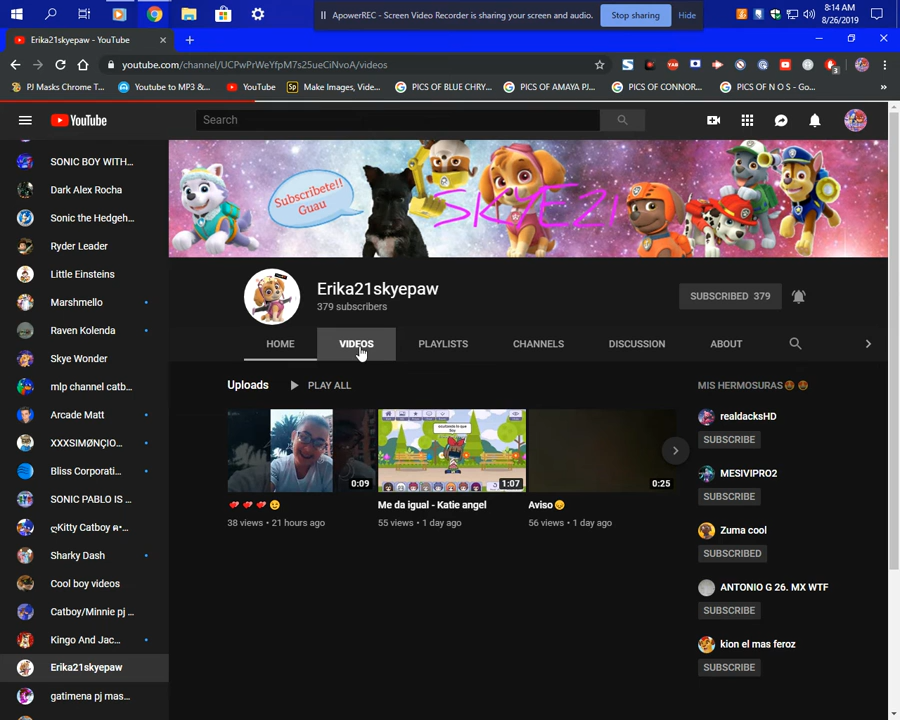 ApowerREC - Screen Video Recorder is sharing your screen and audio.
Stop sharing
Hide
8:14 AM
8/26/2019
Erika21skyepaw - YouTube
youtube.com/channel/UCPwPrWeYfpM7s25ueCiNvoA/videos
PJ Masks Chrome T...
Youtube to MP3 &...
YouTube
Make Images, Vide...
PICS OF BLUE CHRY...
PICS OF AMAYA PJ...
PICS OF CONNOR...
PICS OF N O S - Go...
YouTube
Search
SONIC BOY WITH...
Dark Alex Rocha
Sonic the Hedgeh...
Ryder Leader
Little Einsteins
Marshmello
Raven Kolenda
Skye Wonder
mlp channel catb...
Arcade Matt
XXXSIMØNÇIO...
Bliss Corporati...
SONIC PABLO IS ...
ღKitty Catboy ฅ•...
Sharky Dash
Cool boy videos
Catboy/Minnie pj ...
Kingo And Jac...
Erika21skyepaw
gatimena pj mas...
Subscribete!!
Guau
SKYE21
Erika21skyepaw
379 subscribers
SUBSCRIBED 379
HOME
VIDEOS
PLAYLISTS
CHANNELS
DISCUSSION
ABOUT
Uploads
PLAY ALL
0:09
38 views • 21 hours ago
1:07
Me da igual - Katie angel
55 views • 1 day ago
0:25
Aviso😊
56 views • 1 day ago
MIS HERMOSURAS
realdacksHD
SUBSCRIBE
MESIVIPRO2
SUBSCRIBE
Zuma cool
SUBSCRIBED
ANTONIO G 26. MX WTF
SUBSCRIBE
kion el mas feroz
SUBSCRIBE